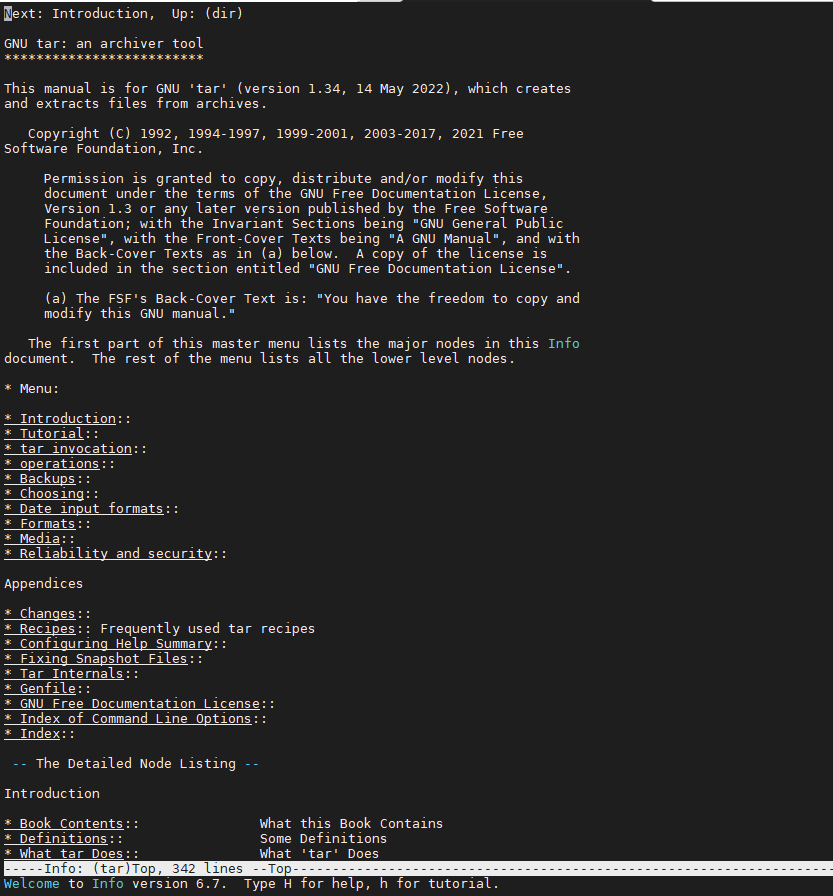 Next: Introduction,  Up: (dir)

GNU tar: an archiver tool
*************************

This manual is for GNU 'tar' (version 1.34, 14 May 2022), which creates
and extracts files from archives.

   Copyright (C) 1992, 1994-1997, 1999-2001, 2003-2017, 2021 Free
Software Foundation, Inc.

     Permission is granted to copy, distribute and/or modify this
     document under the terms of the GNU Free Documentation License,
     Version 1.3 or any later version published by the Free Software
     Foundation; with the Invariant Sections being "GNU General Public
     License", with the Front-Cover Texts being "A GNU Manual", and with
     the Back-Cover Texts as in (a) below.  A copy of the license is
     included in the section entitled "GNU Free Documentation License".

     (a) The FSF's Back-Cover Text is: "You have the freedom to copy and
     modify this GNU manual."

   The first part of this master menu lists the major nodes in this Info
document.  The rest of the menu lists all the lower level nodes.

* Menu:

* Introduction::
* Tutorial::
* tar invocation::
* operations::
* Backups::
* Choosing::
* Date input formats::
* Formats::
* Media::
* Reliability and security::

Appendices

* Changes::
* Recipes:: Frequently used tar recipes
* Configuring Help Summary::
* Fixing Snapshot Files::
* Tar Internals::
* Genfile::
* GNU Free Documentation License::
* Index of Command Line Options::
* Index::

 -- The Detailed Node Listing --

Introduction

* Book Contents::               What this Book Contains
* Definitions::                 Some Definitions
* What tar Does::               What 'tar' Does
-----Info: (tar)Top, 342 lines --Top--------------------------------------------------------------------
Welcome to Info version 6.7.  Type H for help, h for tutorial.